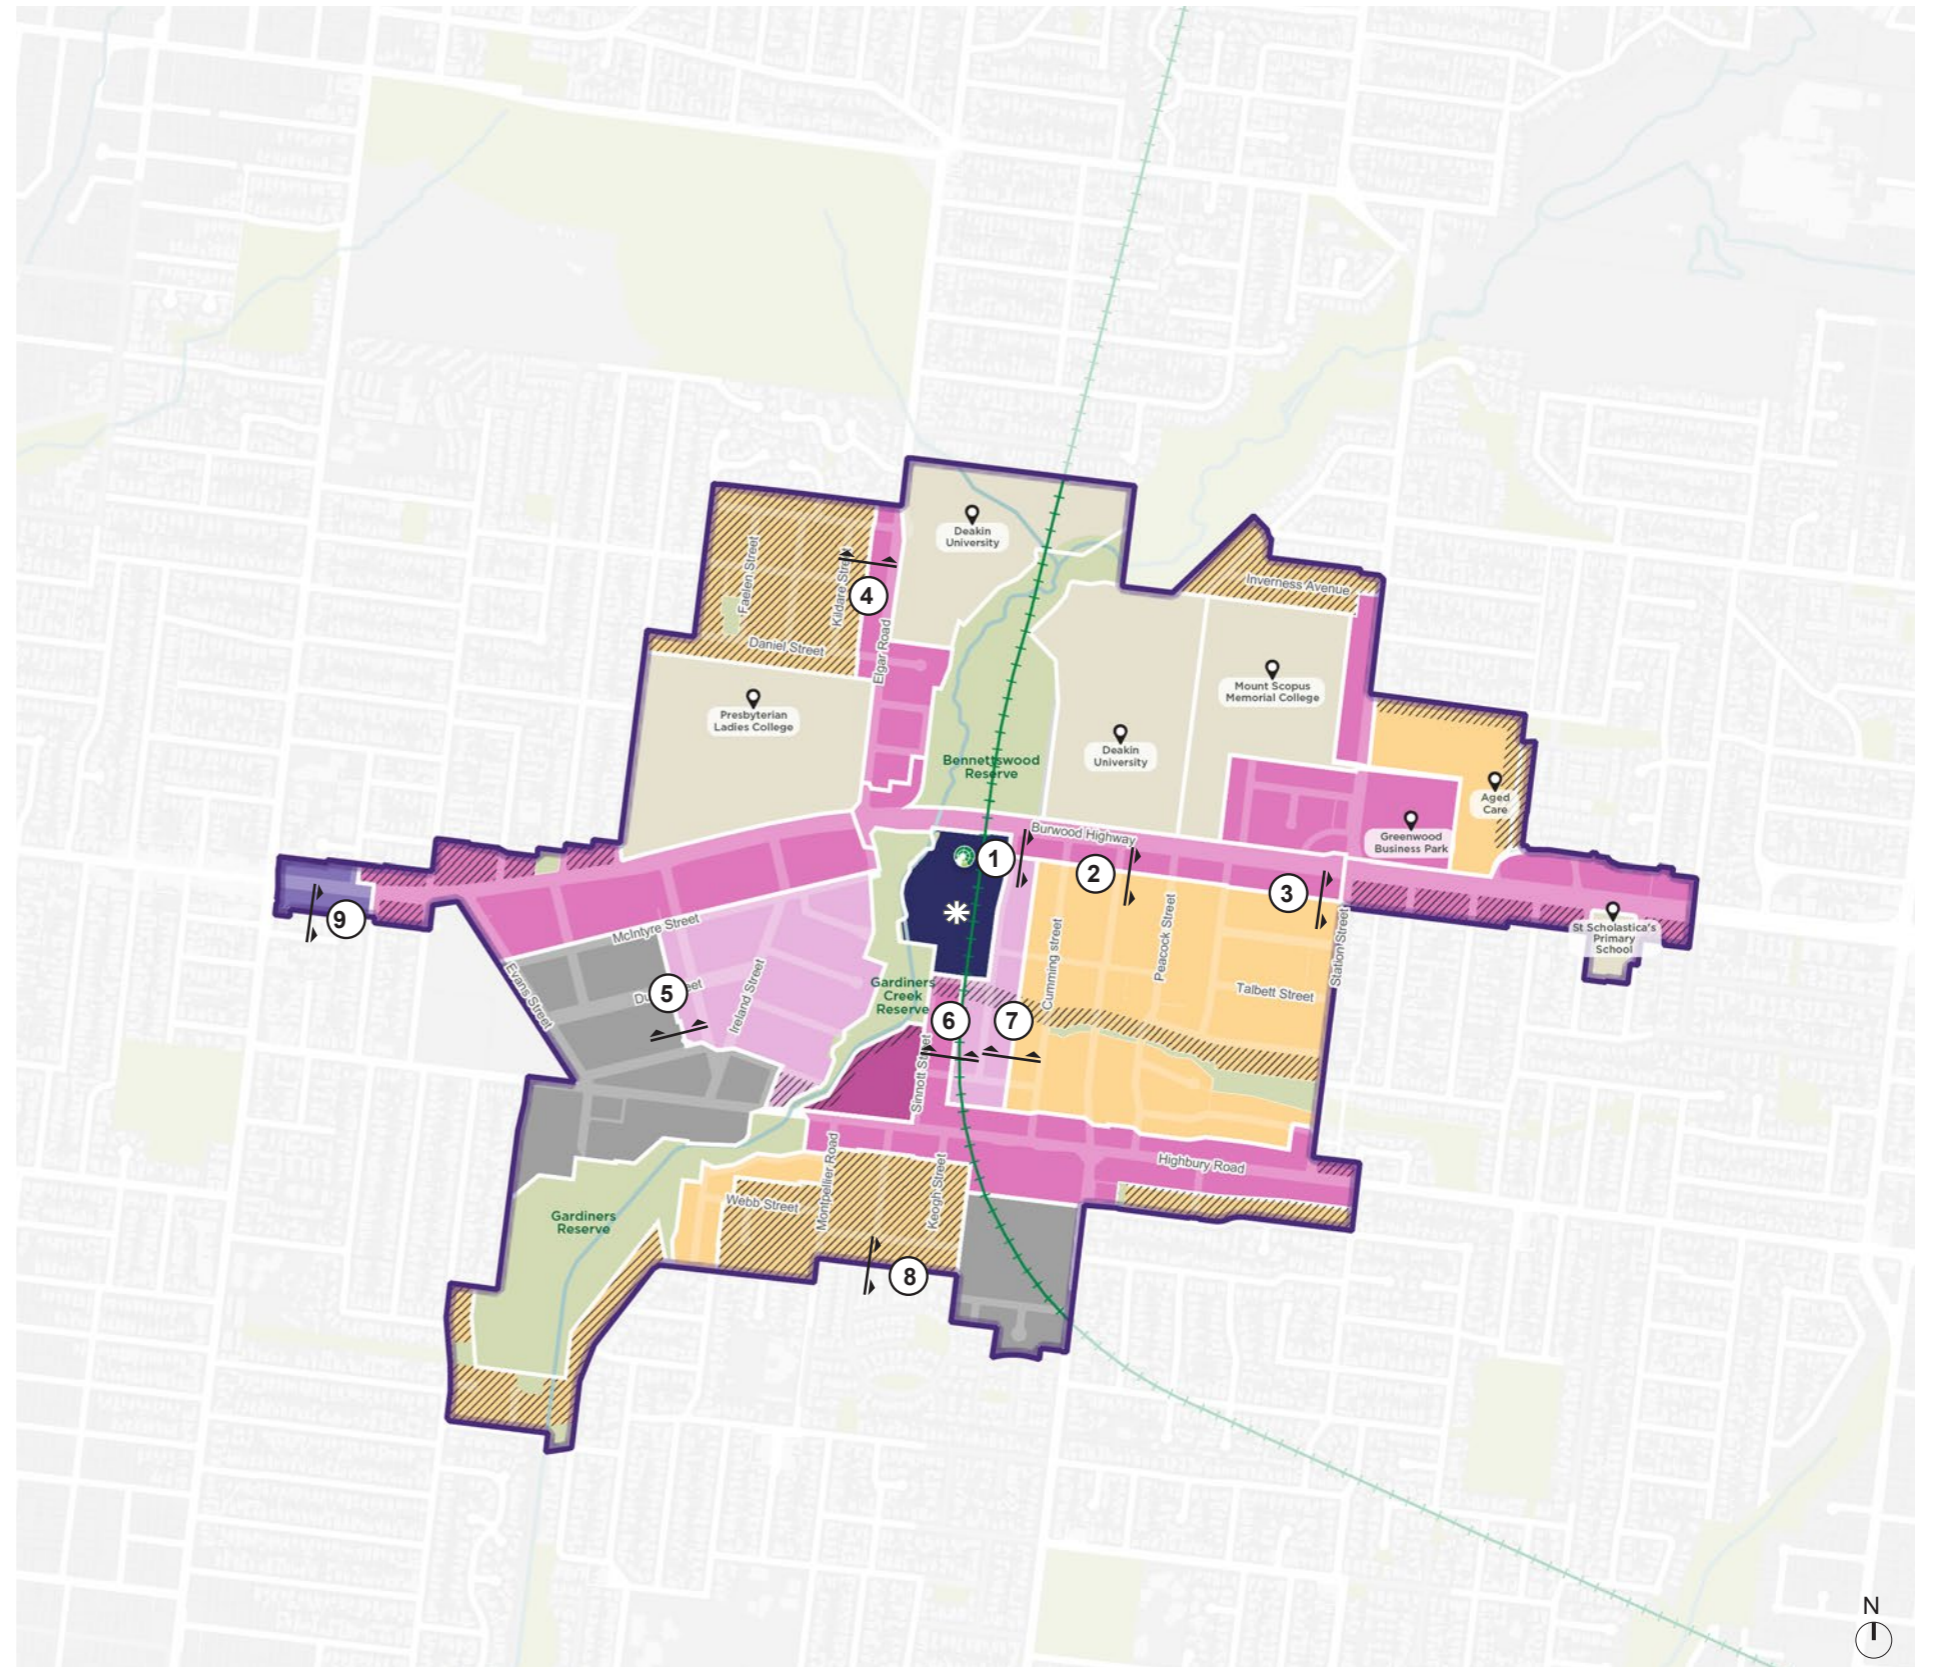 Deakin
University
Faelen Street
Kildare Street
4
Inverness Avenue
Daniel Street
Elgar Road
Mount Scopus
Memorial College
Presbyterian
Ladies College
Deakin
University
Bennettswood
Reserve
Aged
Care
Burwood Highway
Greenwood
Business Park
1
2
3
9
McIntyre Street
Cumming street
Peacock Street
Station Street
St Scholastica's
Primary
School
Evans Street
5
Ireland Street
Gardiners
Creek
Reserve
Talbett Street
6
7
Sinnott Street
Montpellier Road
Keogh Street
Highbury Road
Webb Street
Gardiners
Reserve
8
N